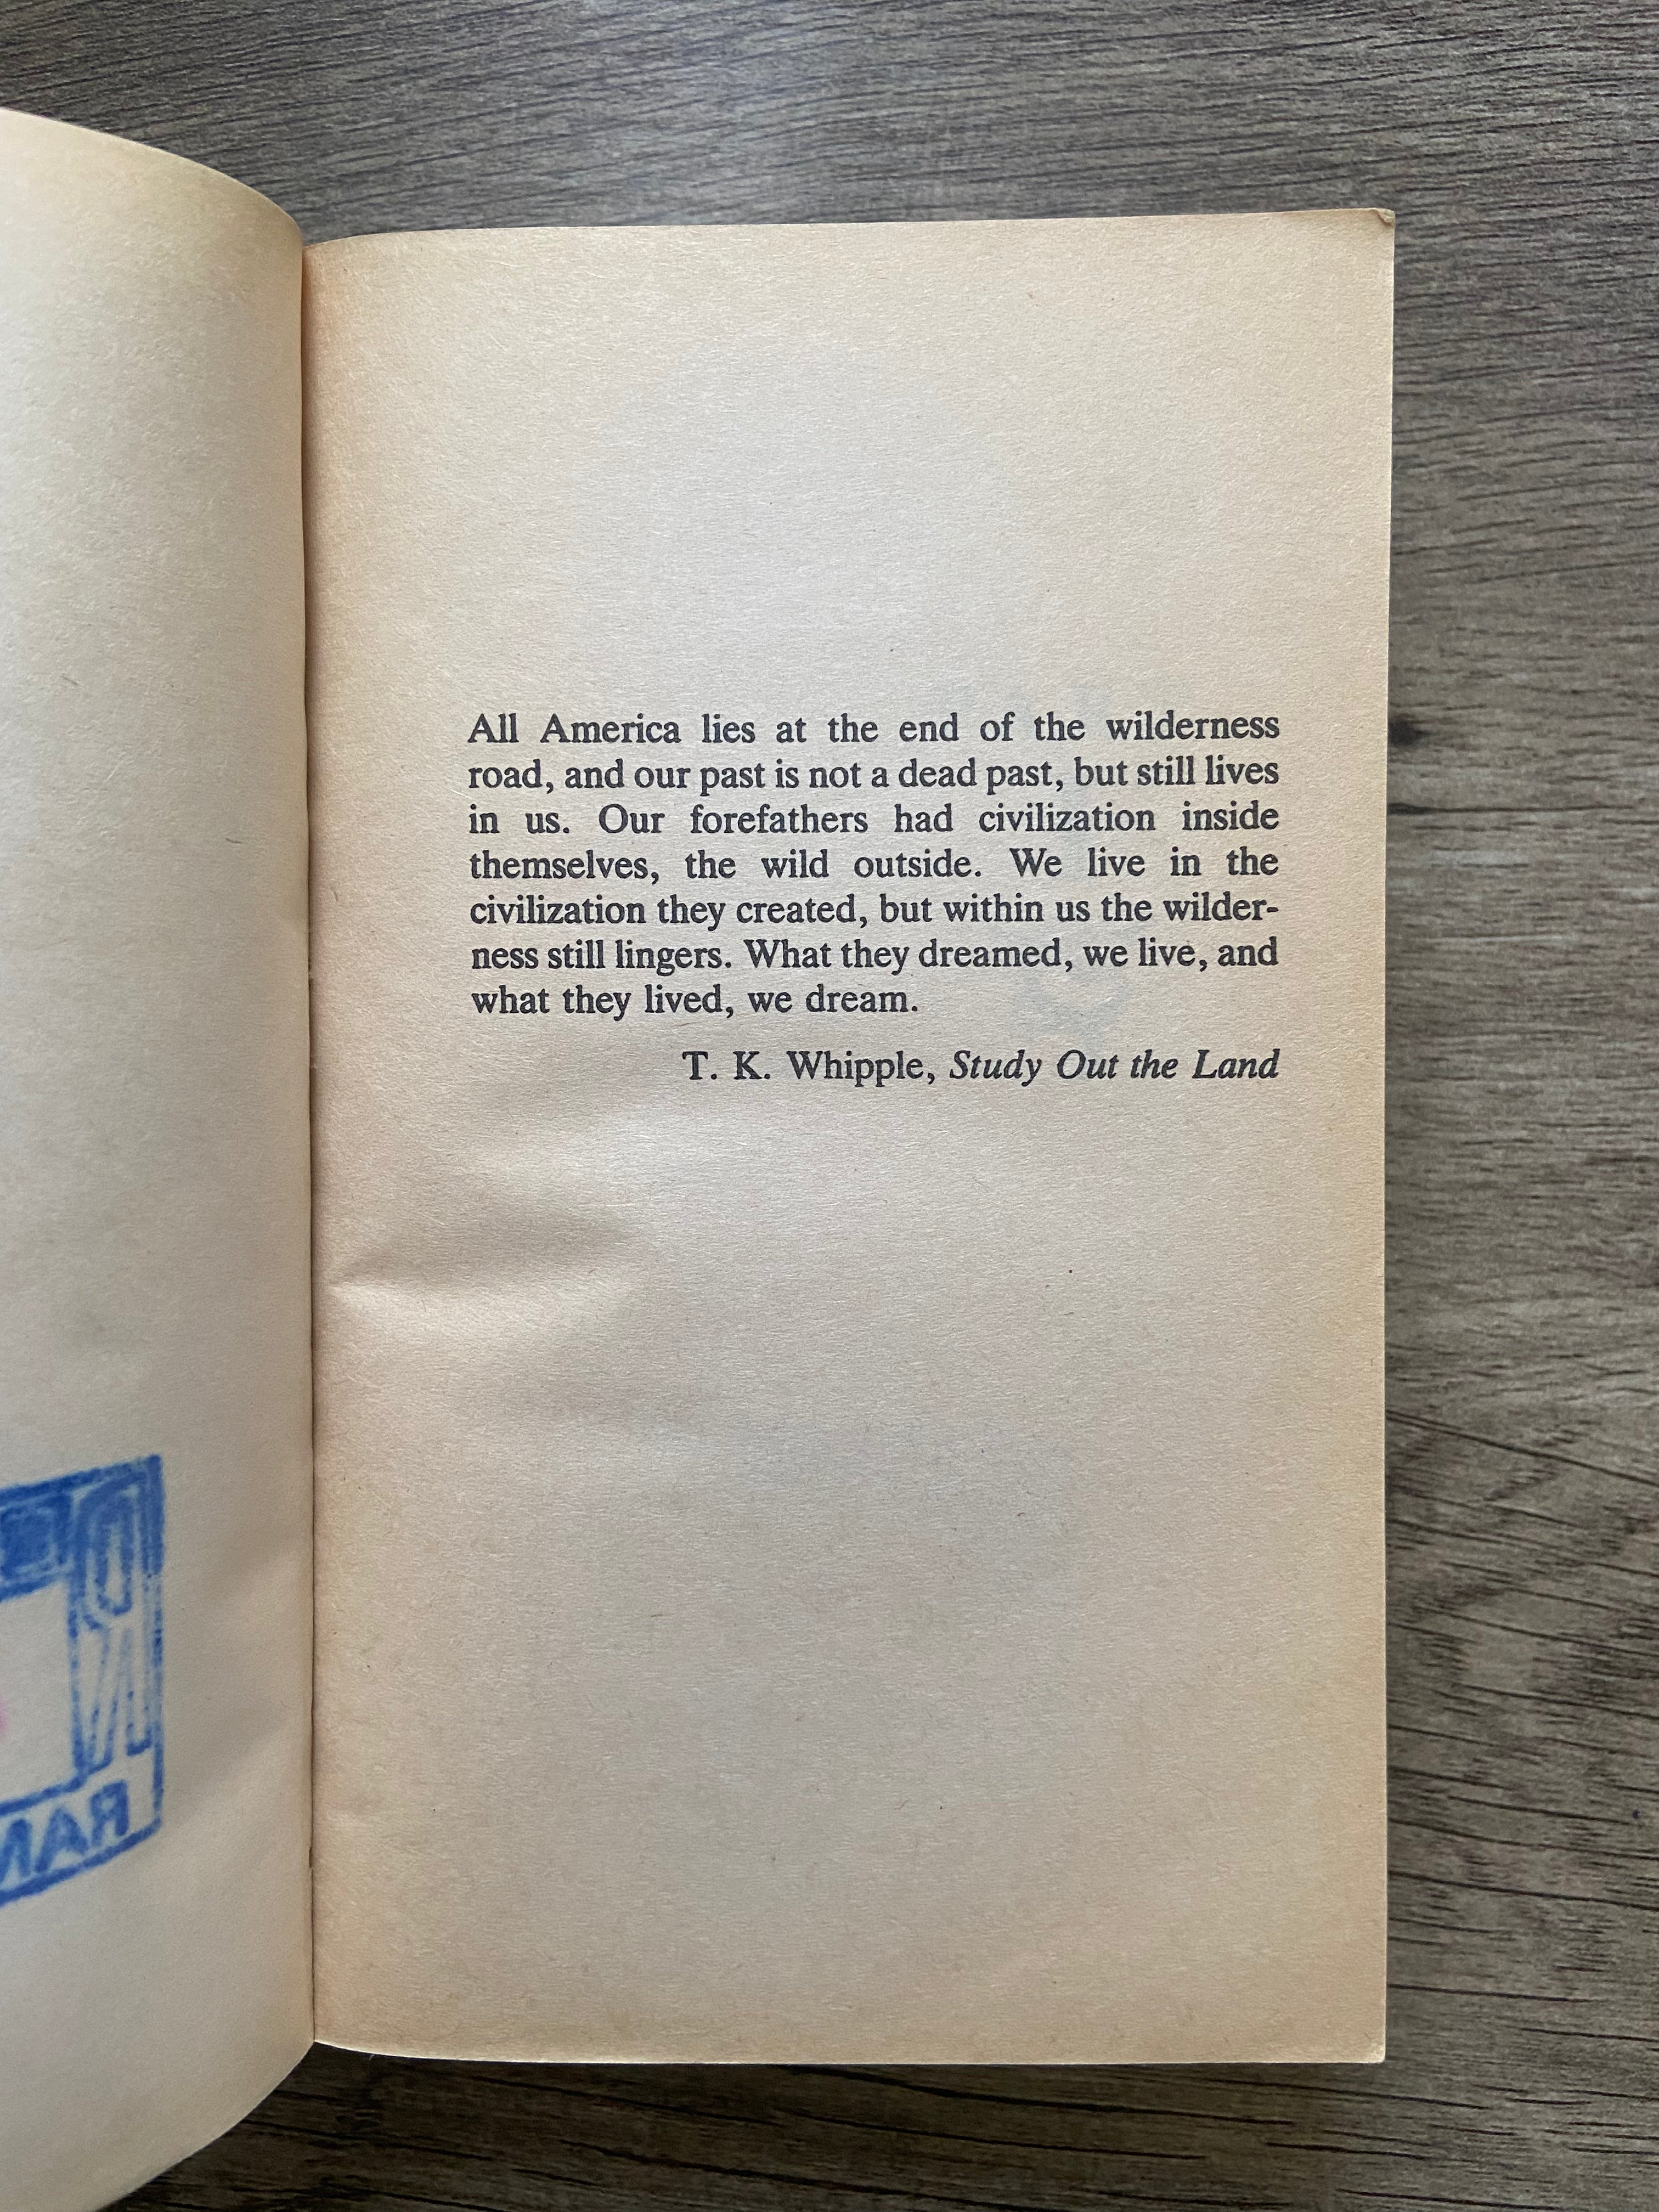 All America lies at the end of the wilderness
road, and our past is not a dead past, but still lives
in us. Our forefathers had civilization inside
themselves, the wild outside. We live in the
civilization they created, but within us the wilder-
ness still lingers. What they dreamed, we live, and
what they lived, we dream.
T. K. Whipple, Study Out the Land